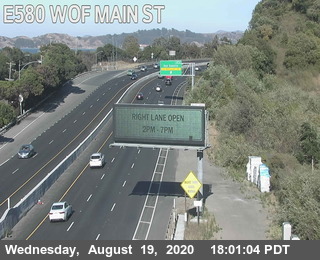 E580 WOF MAIN ST
RIGHT LANE OPEN
2PM - 7PM
Wednesday, August 19, 2020 18:01:04 PDT